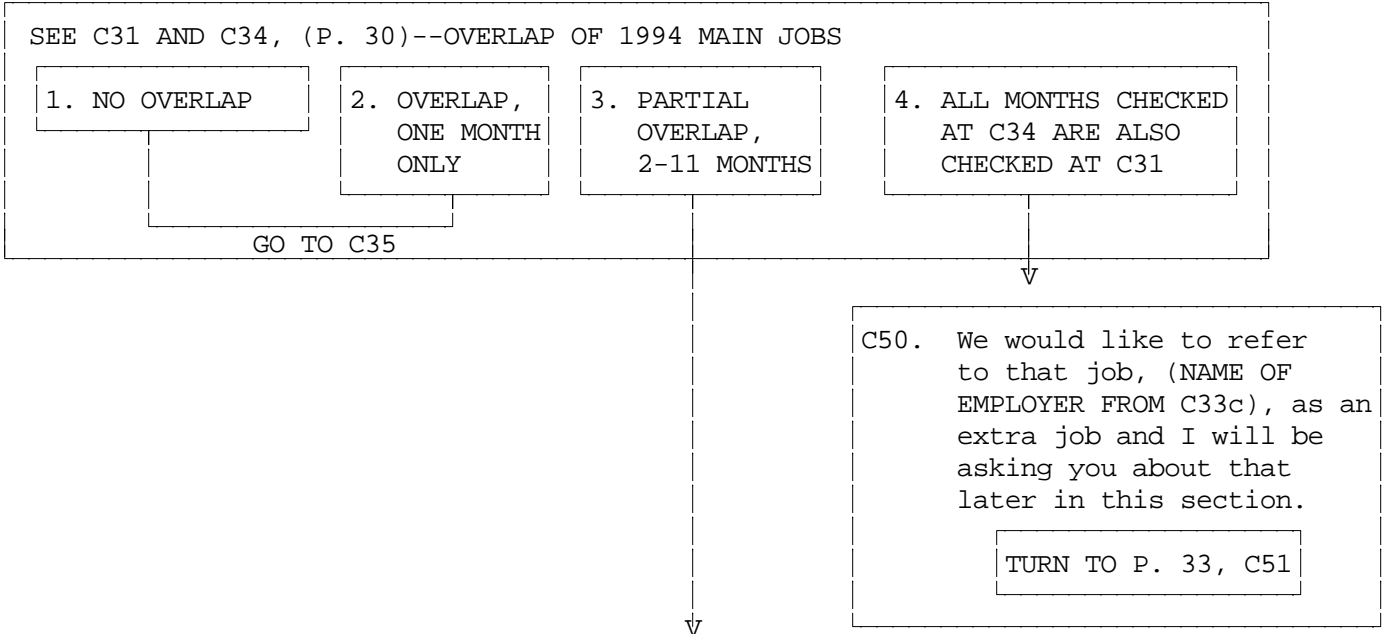 SEE C31 AND C34, (P. 30)--OVERLAP OF 1994 MAIN JOBS
1. NO OVERLAP
2. OVERLAP,
ONE MONTH
ONLY
3. PARTIAL
OVERLAP,
2-11 MONTHS
4. ALL MONTHS CHECKED
AT C34 ARE ALSO
CHECKED AT C31
GO TO C35
V
C50. We would like to refer
to that job, (NAME OF
EMPLOYER FROM C33c), as an
extra job and I will be
asking you about that
later in this section.
TURN TO P. 33, C51
V